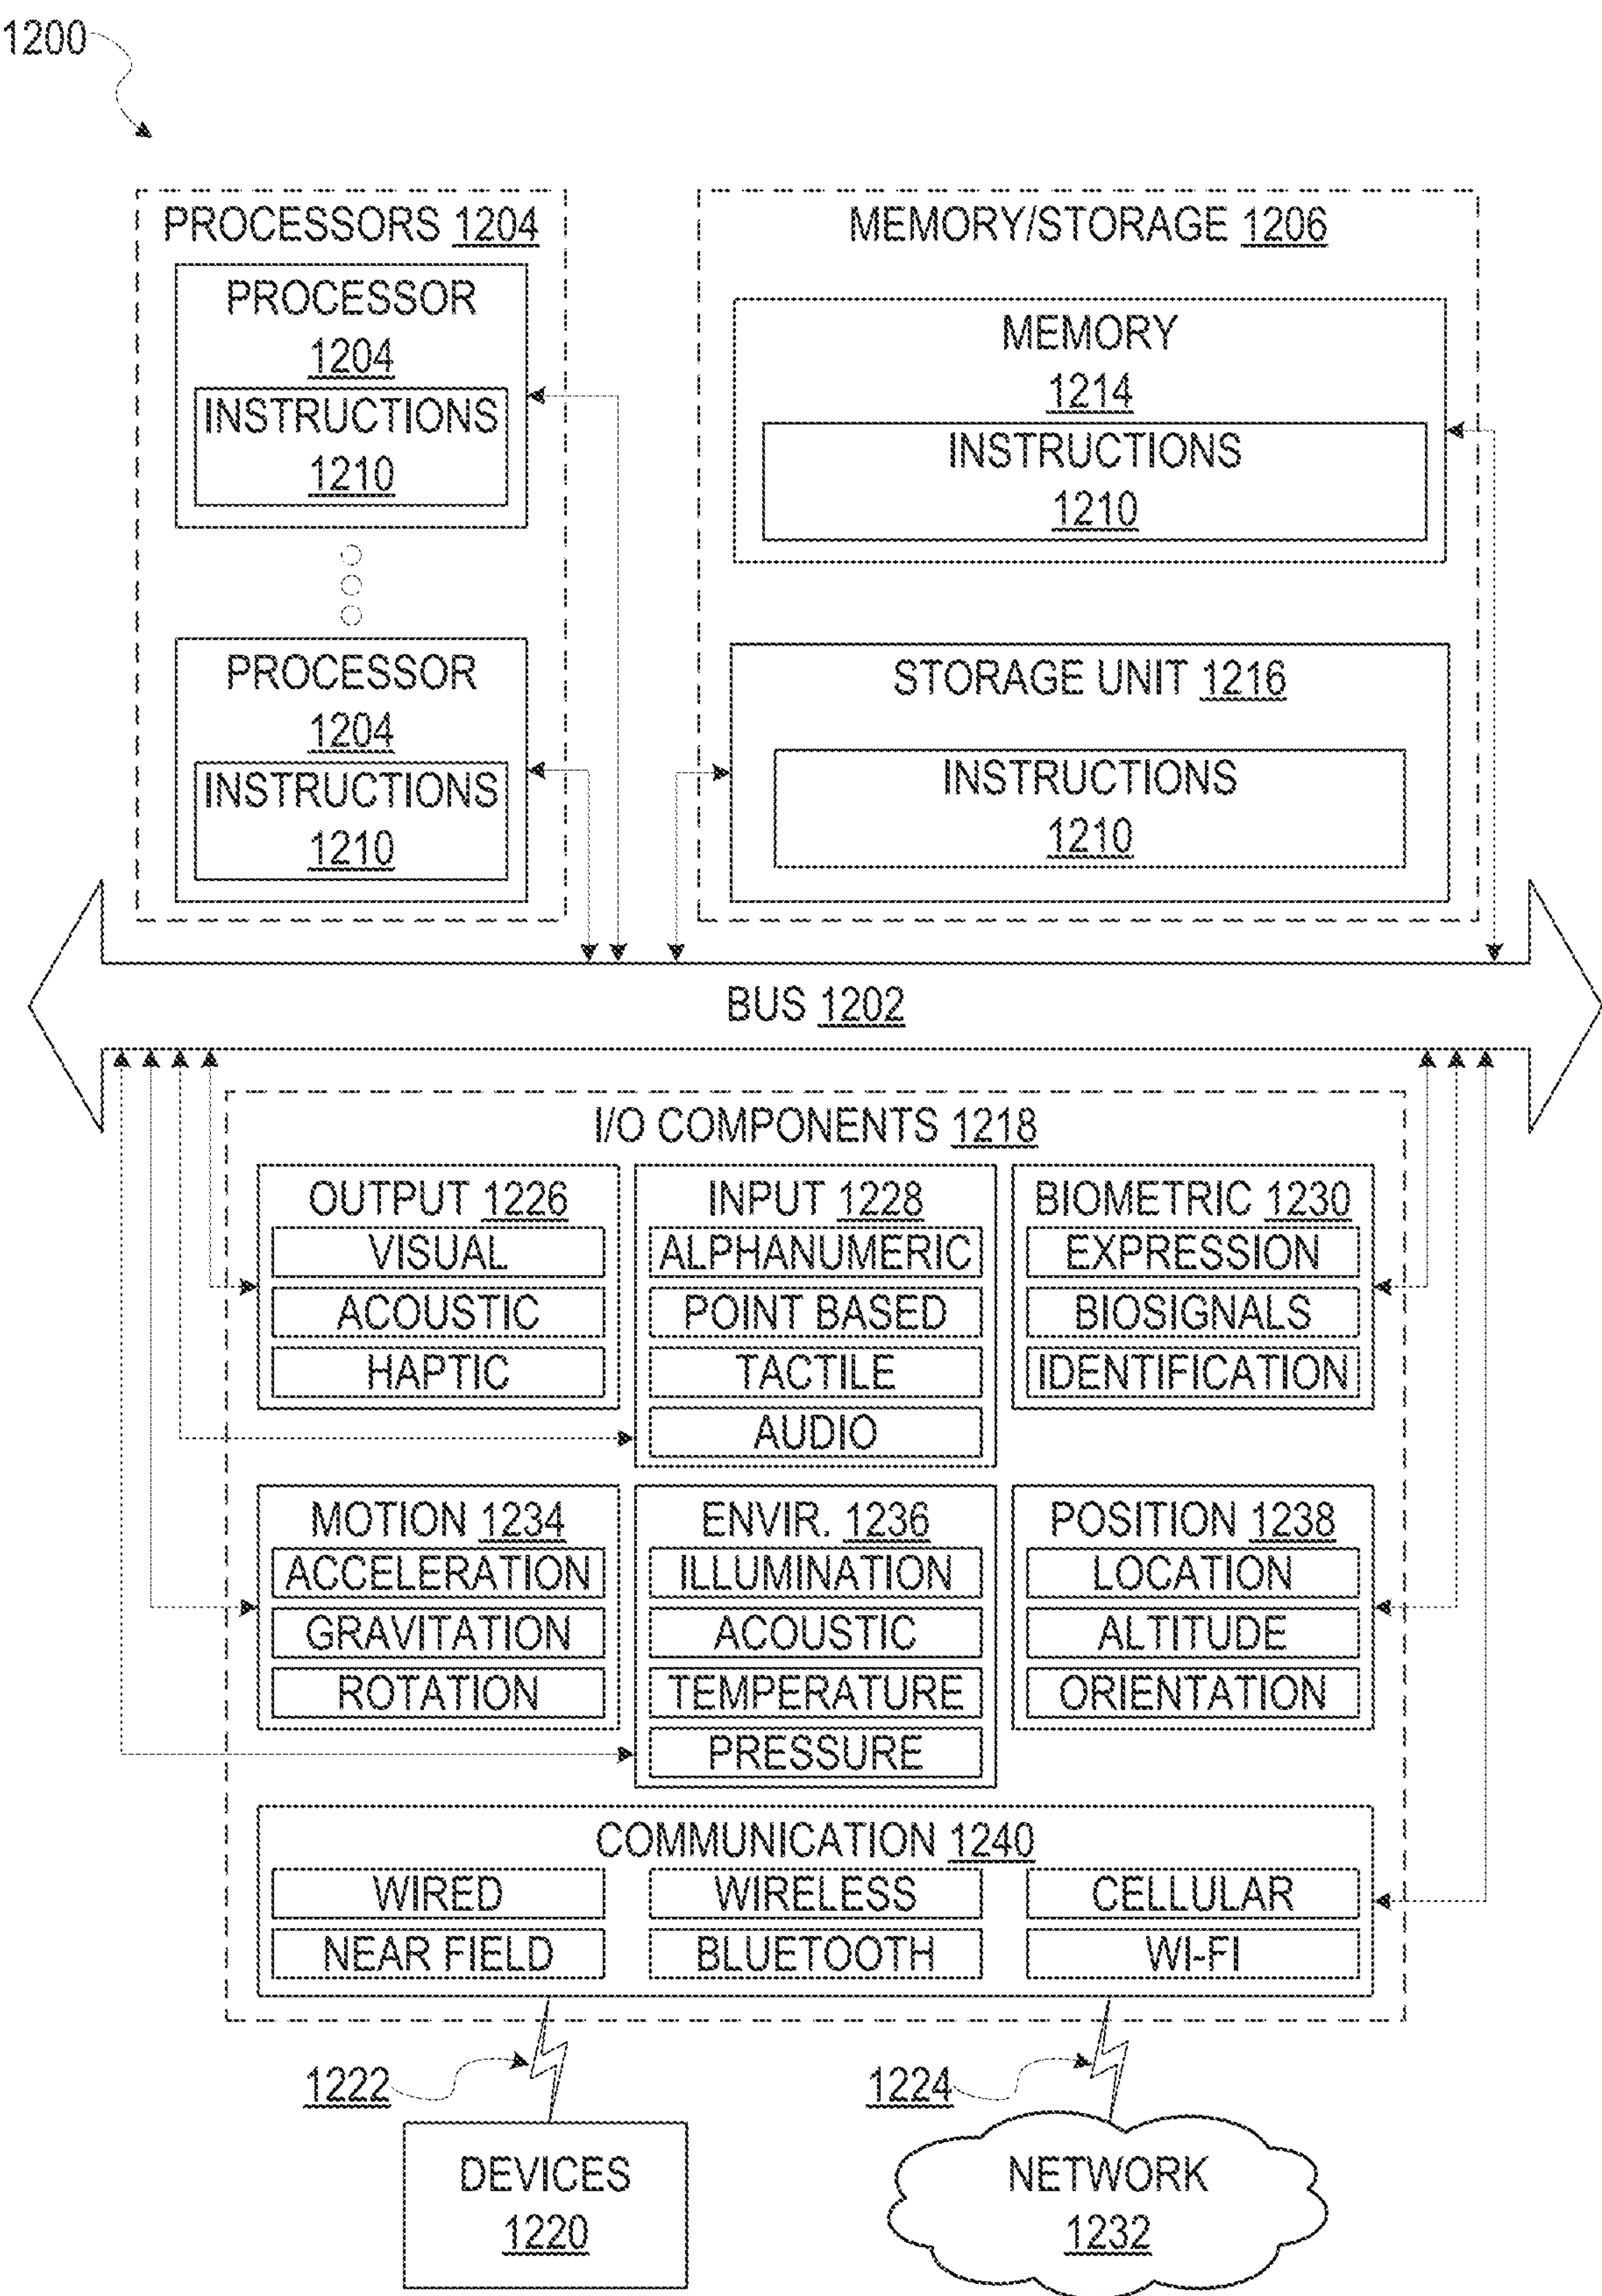 1200
PROCESSORS 1204
PROCESSOR
1204
INSTRUCTIONS
1210
PROCESSOR
1204
INSTRUCTIONS
1210
MEMORY/STORAGE 1206
MEMORY
1214
INSTRUCTIONS
1210
STORAGE UNIT 1216
INSTRUCTIONS
1210
BUS 1202
I/O COMPONENTS 1218
OUTPUT 1226
VISUAL
ACOUSTIC
HAPTIC
INPUT 1228
ALPHANUMERIC
POINT BASED
TACTILE
AUDIO
BIOMETRIC 1230
EXPRESSION
BIOSIGNALS
IDENTIFICATION
MOTION 1234
ACCELERATION
GRAVITATION
ROTATION
ENVIR. 1236
ILLUMINATION
ACOUSTIC
TEMPERATURE
PRESSURE
POSITION 1238
LOCATION
ALTITUDE
ORIENTATION
COMMUNICATION 1240
WIRED
WIRELESS
CELLULAR
NEAR FIELD
BLUETOOTH
WI-FI
1222
1224
DEVICES
1220
NETWORK
1232